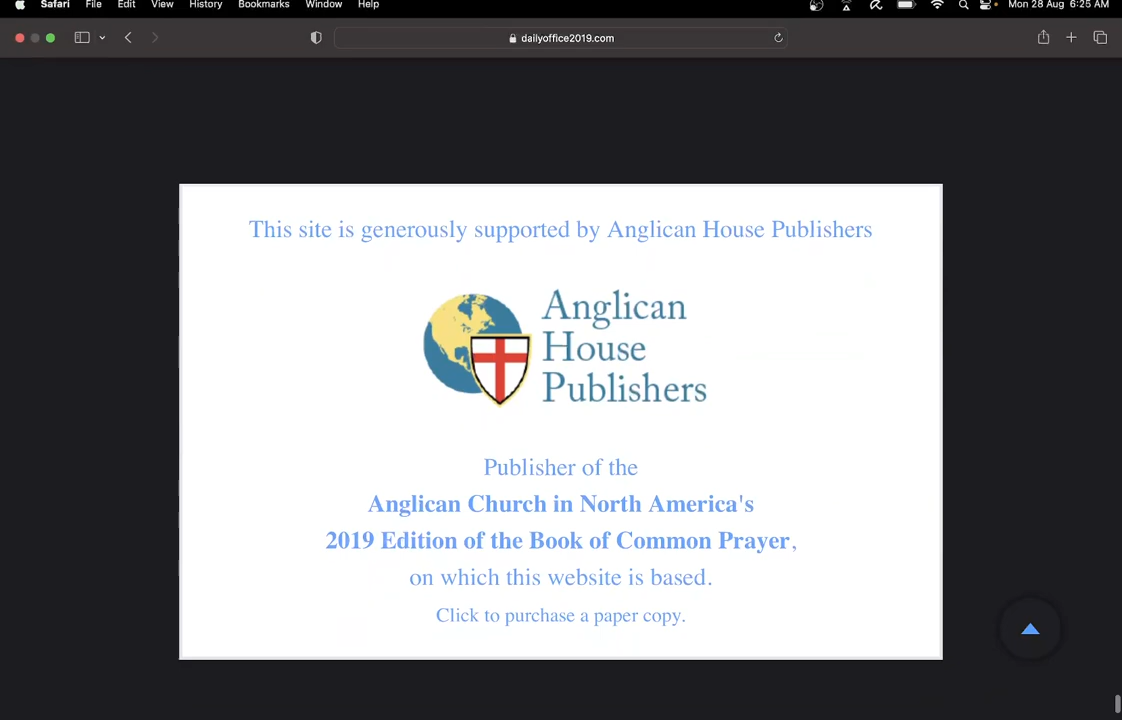 Safari File Edit View History Bookmarks Window Help Mon 28 Aug 6:25 AM
dailyoffice2019.com
This site is generously supported by Anglican House Publishers
Anglican
House
Publishers
Publisher of the
Anglican Church in North America's
2019 Edition of the Book of Common Prayer,
on which this website is based.
Click to purchase a paper copy.